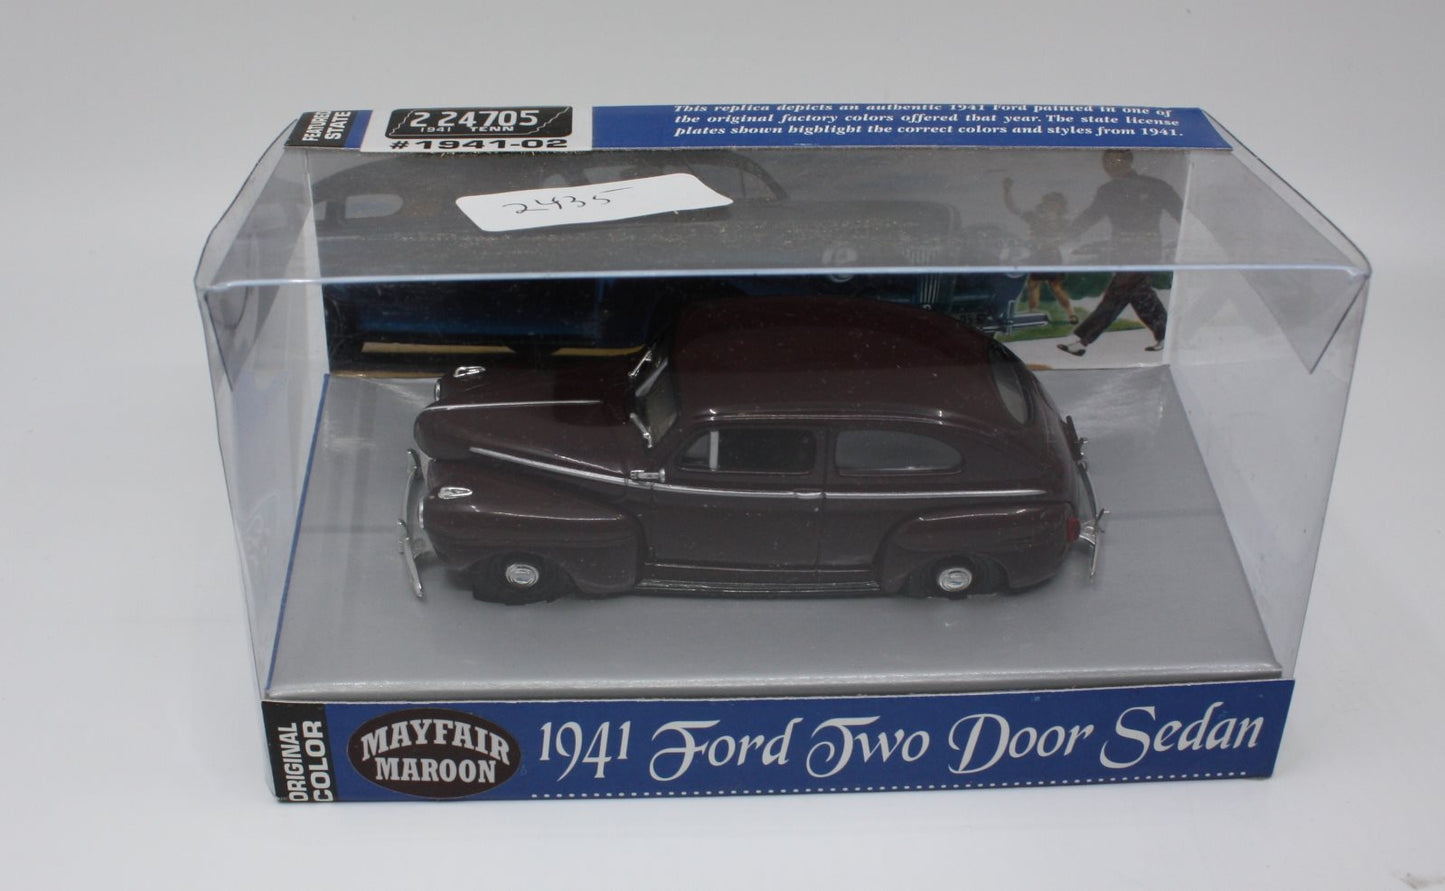 FEATURED
STATE
2 24705
1941 TENN
#1941-02
This replica depicts an authentic 1941 Ford painted in one of
the original factory colors offered that year. The state license
plates shown highlight the correct colors and styles from 1941.
2435
ORIGINAL
COLOR
MAYFAIR
MAROON
1941 Ford Two Door Sedan